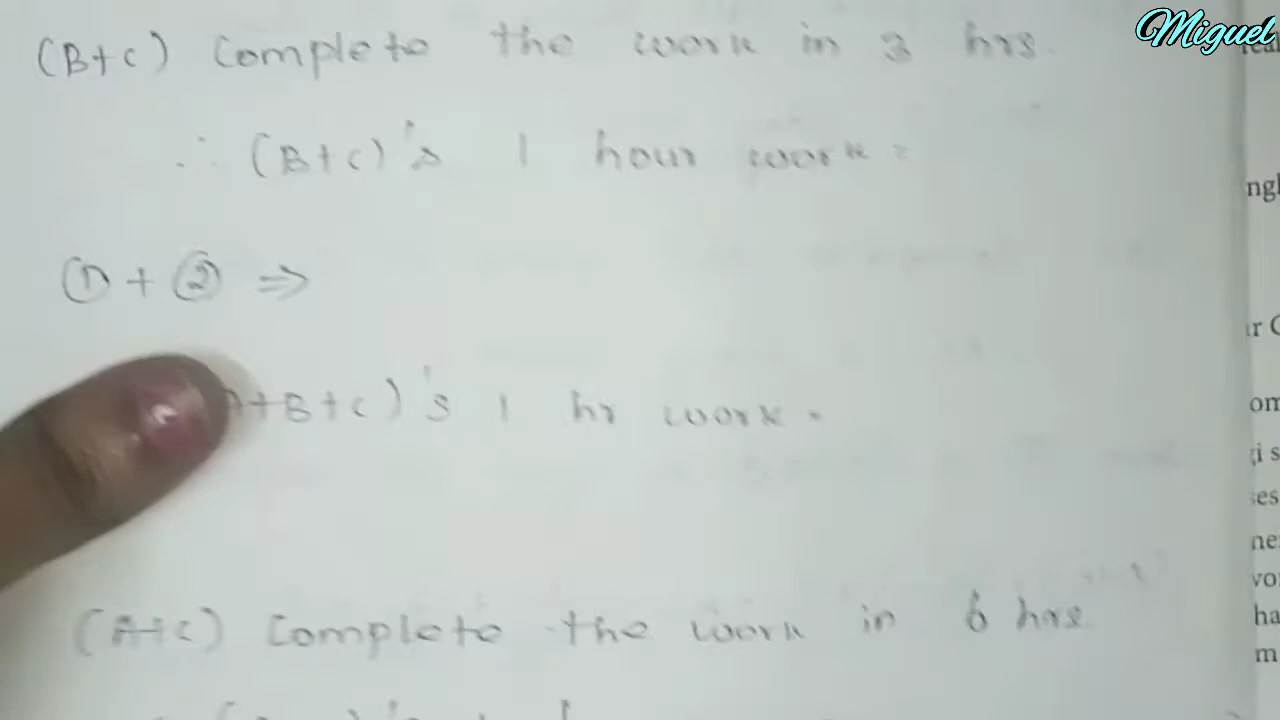 Miguel
(B+C) Complete the work in 3 hrs.
∴ (B+C)'s 1 hour work =
① + ② ⇒
+B+C)'s 1 hr work =
(A+C) Complete the work in 6 hrs